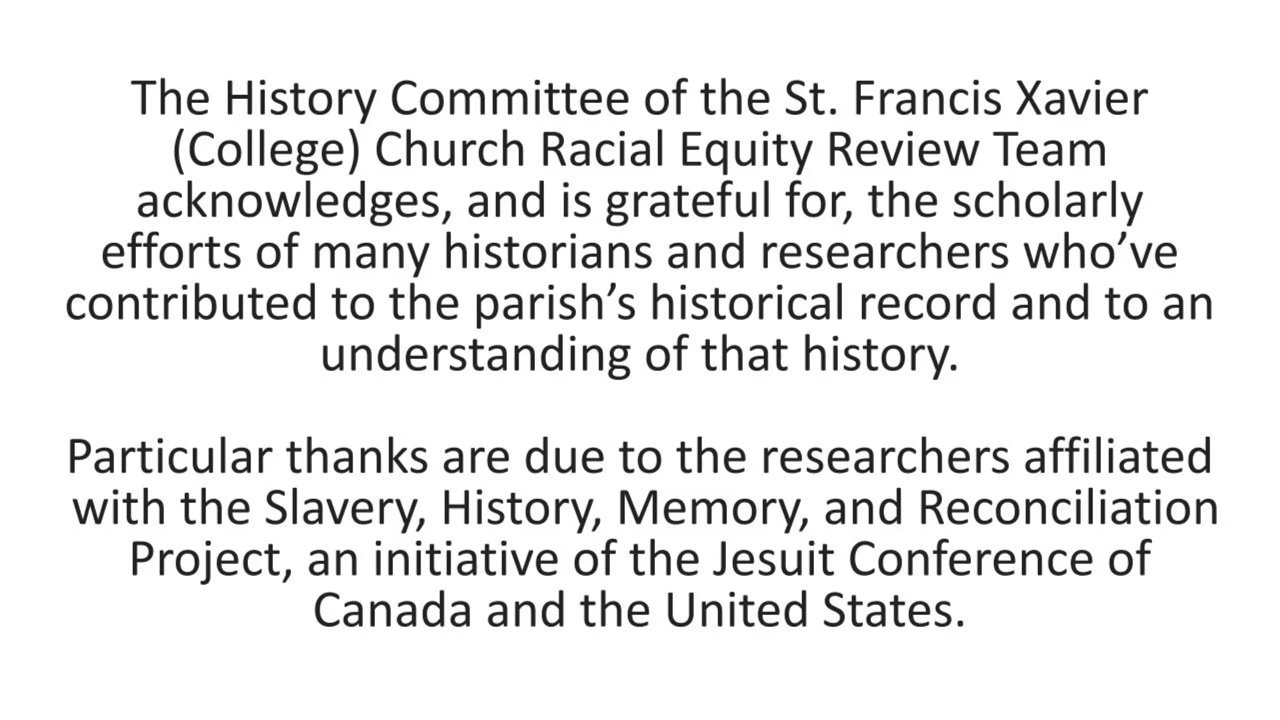 The History Committee of the St. Francis Xavier
(College) Church Racial Equity Review Team
acknowledges, and is grateful for, the scholarly
efforts of many historians and researchers who’ve
contributed to the parish’s historical record and to an
understanding of that history.
Particular thanks are due to the researchers affiliated
with the Slavery, History, Memory, and Reconciliation
Project, an initiative of the Jesuit Conference of
Canada and the United States.